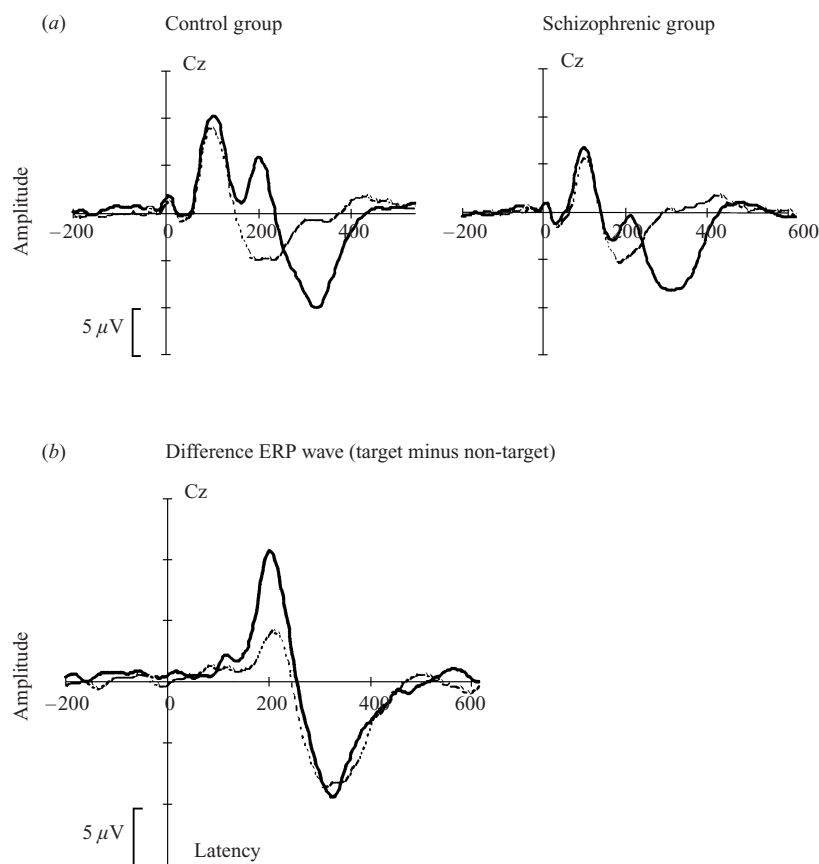 (a) Control group Schizophrenic group
Cz Cz
Amplitude
−200 0 200 400 −200 0 200 400 600
5 µV
(b) Difference ERP wave (target minus non-target)
Cz
Amplitude
−200 0 200 400 600
5 µV
Latency